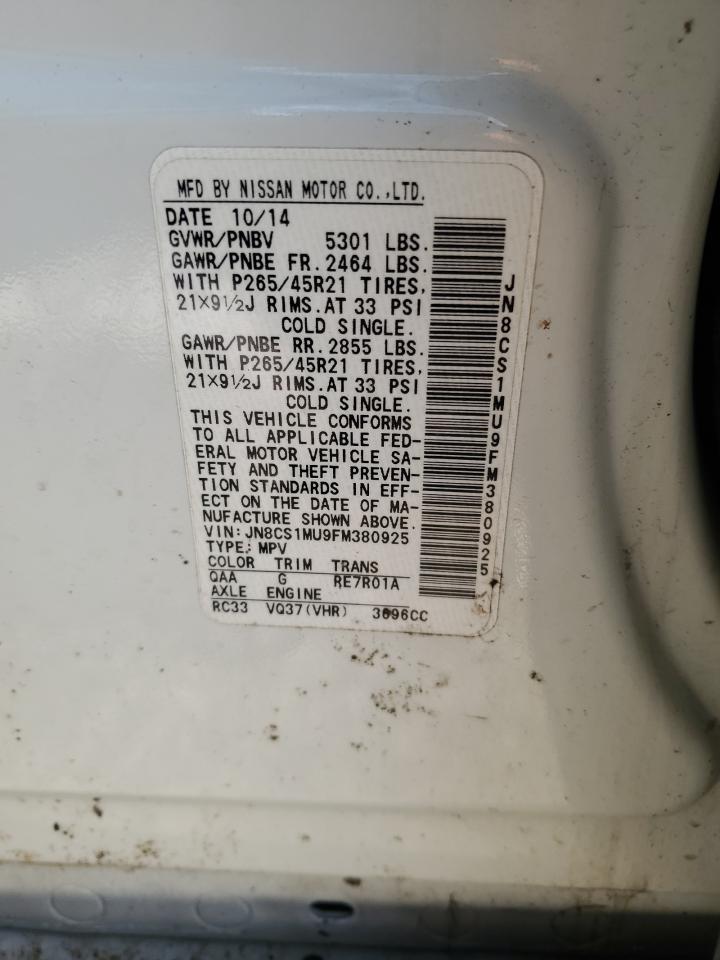 MFD BY NISSAN MOTOR CO.,LTD.
DATE 10/14
GVWR/PNBV 5301 LBS.
GAWR/PNBE FR. 2464 LBS.
WITH P265/45R21 TIRES,
21X9½J RIMS.AT 33 PSI
COLD SINGLE.
GAWR/PNBE RR. 2855 LBS.
WITH P265/45R21 TIRES,
21X9½J RIMS.AT 33 PSI
COLD SINGLE.
THIS VEHICLE CONFORMS
TO ALL APPLICABLE FED-
ERAL MOTOR VEHICLE SA-
FETY AND THEFT PREVEN-
TION STANDARDS IN EFF-
ECT ON THE DATE OF MA-
NUFACTURE SHOWN ABOVE.
VIN: JN8CS1MU9FM380925
TYPE: MPV
COLOR TRIM TRANS
QAA G RE7R01A
AXLE ENGINE
RC33 VQ37(VHR) 3696CC
JN8CS1MU9FM380925